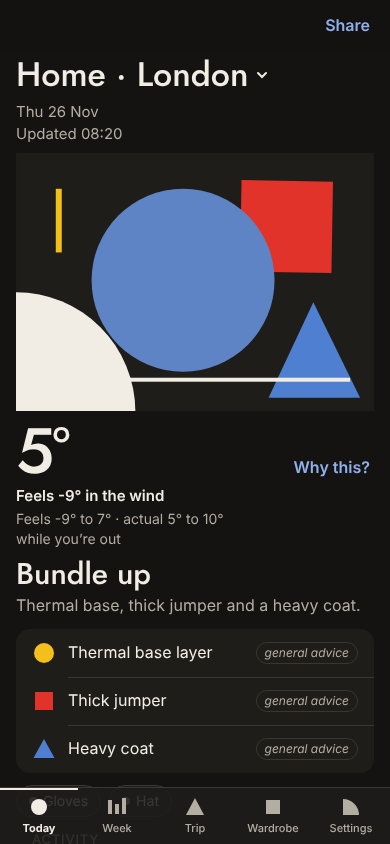 Share
Home · London
Thu 26 Nov
Updated 08:20
5°
Why this?
Feels -9° in the wind
Feels -9° to 7° · actual 5° to 10°
while you're out
Bundle up
Thermal base, thick jumper and a heavy coat.
Thermal base layer general advice
Thick jumper general advice
Heavy coat general advice
Gloves Hat
Today Week Trip Wardrobe Settings
ACTIVITY